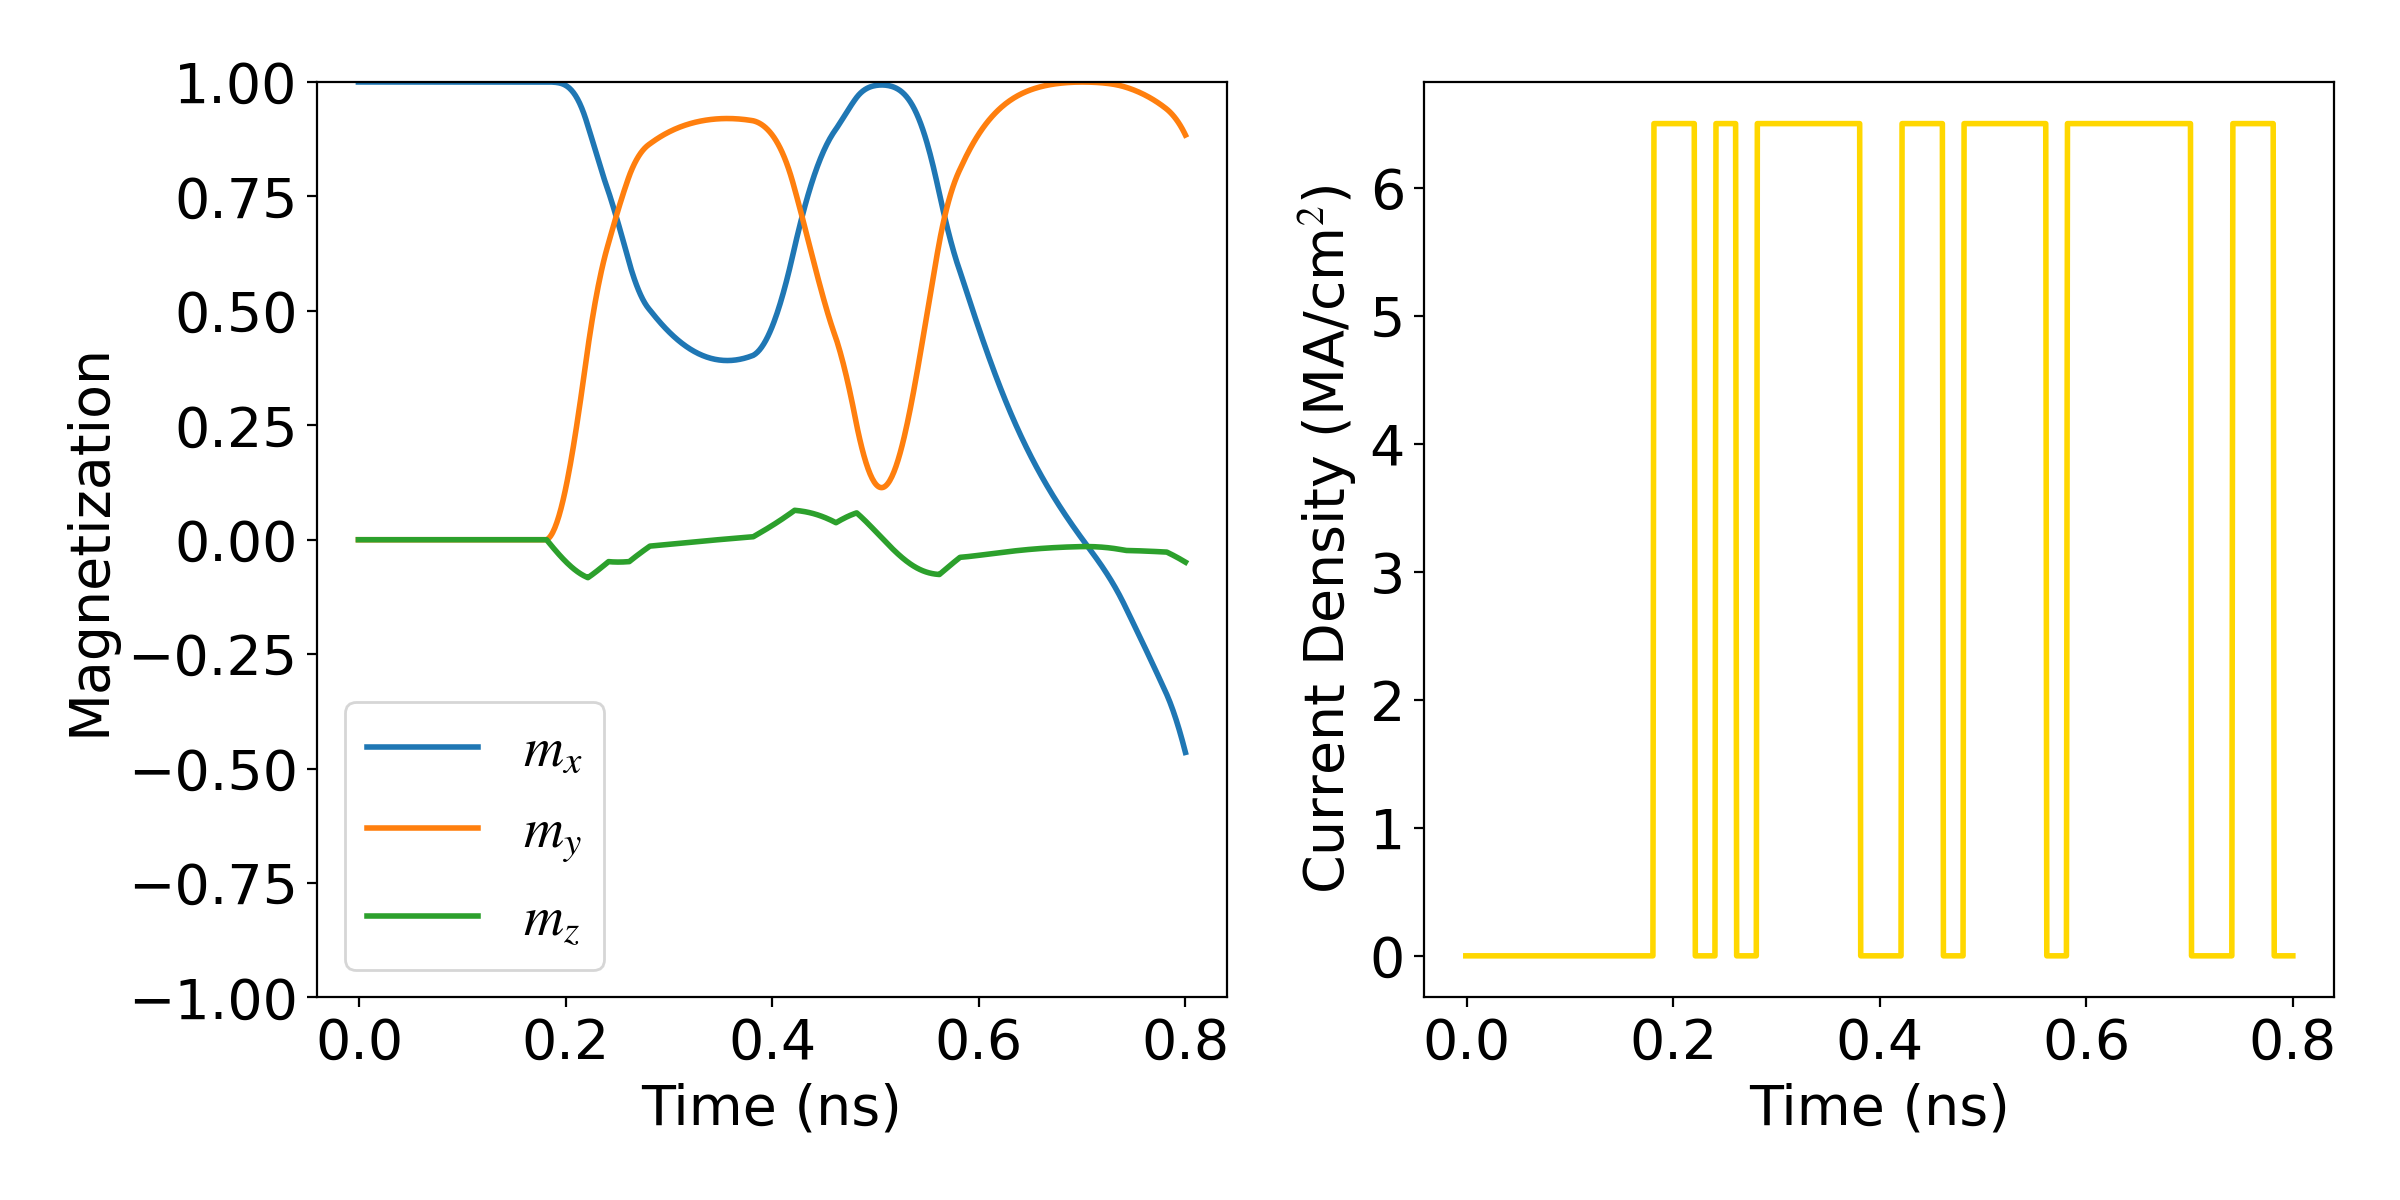 Magnetization
1.00
0.75
0.50
0.25
0.00
−0.25
−0.50
−0.75
−1.00
m_x
m_y
m_z
0.0 0.2 0.4 0.6 0.8
Time (ns)
Current Density (MA/cm²)
6
5
4
3
2
1
0
0.0 0.2 0.4 0.6 0.8
Time (ns)